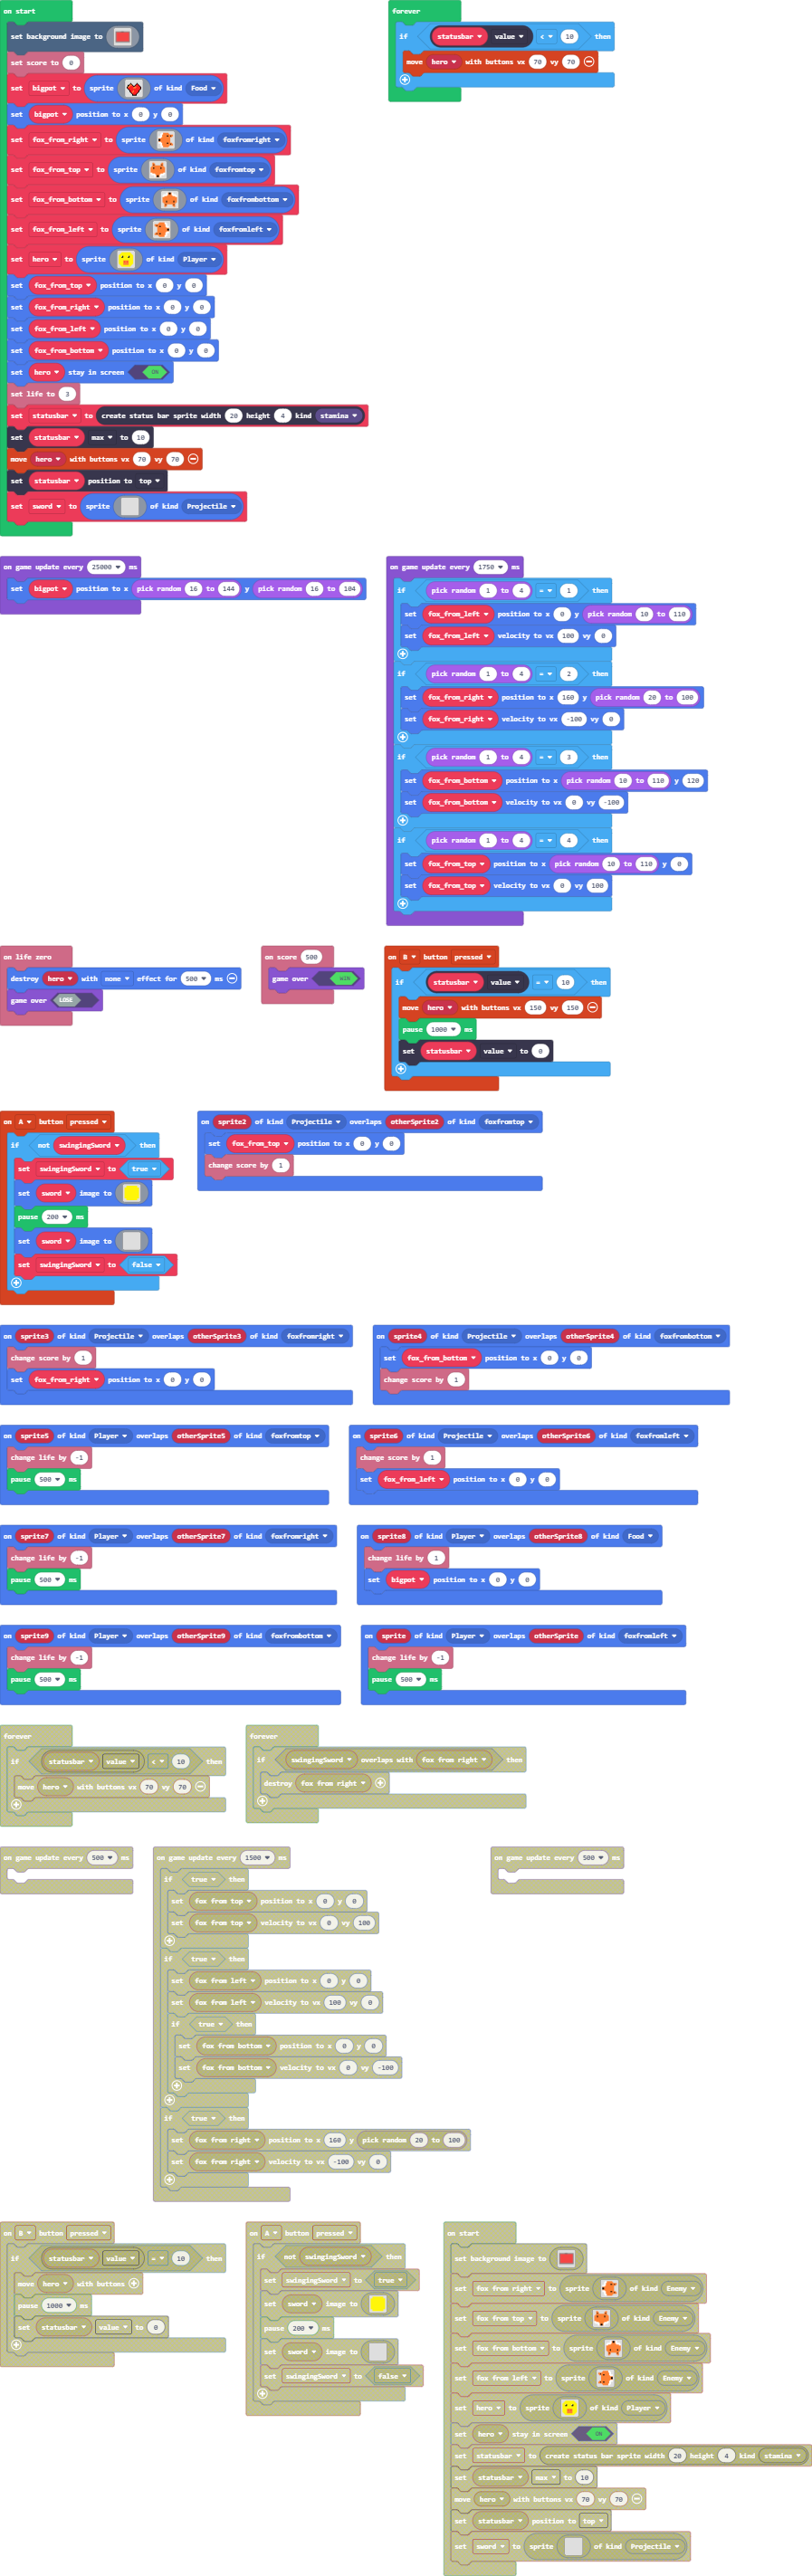 on start
set background image to
set score to 0
set bigpot to sprite of kind Food
set bigpot position to x 0 y 0
set fox_from_right to sprite of kind foxfromright
set fox_from_top to sprite of kind foxfromtop
set fox_from_bottom to sprite of kind foxfrombottom
set fox_from_left to sprite of kind foxfromleft
set hero to sprite of kind Player
set fox_from_top position to x 0 y 0
set fox_from_right position to x 0 y 0
set fox_from_left position to x 0 y 0
set fox_from_bottom position to x 0 y 0
set hero stay in screen ON
set life to 3
set statusbar to create status bar sprite width 20 height 4 kind stamina
set statusbar max to 10
move hero with buttons vx 70 vy 70
set statusbar position to top
set sword to sprite of kind Projectile
forever
if statusbar value < 10 then
move hero with buttons vx 70 vy 70
on game update every 25000 ms
set bigpot position to x pick random 16 to 144 y pick random 16 to 104
on game update every 1750 ms
if pick random 1 to 4 = 1 then
set fox_from_left position to x 0 y pick random 10 to 110
set fox_from_left velocity to vx 100 vy 0
if pick random 1 to 4 = 2 then
set fox_from_right position to x 160 y pick random 20 to 100
set fox_from_right velocity to vx -100 vy 0
if pick random 1 to 4 = 3 then
set fox_from_bottom position to x pick random 10 to 110 y 120
set fox_from_bottom velocity to vx 0 vy -100
if pick random 1 to 4 = 4 then
set fox_from_top position to x pick random 10 to 110 y 0
set fox_from_top velocity to vx 0 vy 100
on life zero
destroy hero with none effect for 500 ms
game over LOSE
on score 500
game over WIN
on B button pressed
if statusbar value = 10 then
move hero with buttons vx 150 vy 150
pause 1000 ms
set statusbar value to 0
on A button pressed
if not swingingSword then
set swingingSword to true
set sword image to
pause 200 ms
set sword image to
set swingingSword to false
on sprite2 of kind Projectile overlaps otherSprite2 of kind foxfromtop
set fox_from_top position to x 0 y 0
change score by 1
on sprite3 of kind Projectile overlaps otherSprite3 of kind foxfromright
change score by 1
set fox_from_right position to x 0 y 0
on sprite4 of kind Projectile overlaps otherSprite4 of kind foxfrombottom
set fox_from_bottom position to x 0 y 0
change score by 1
on sprite5 of kind Player overlaps otherSprite5 of kind foxfromtop
change life by -1
pause 500 ms
on sprite6 of kind Projectile overlaps otherSprite6 of kind foxfromleft
change score by 1
set fox_from_left position to x 0 y 0
on sprite7 of kind Player overlaps otherSprite7 of kind foxfromright
change life by -1
pause 500 ms
on sprite8 of kind Player overlaps otherSprite8 of kind Food
change life by 1
set bigpot position to x 0 y 0
on sprite9 of kind Player overlaps otherSprite9 of kind foxfrombottom
change life by -1
pause 500 ms
on sprite of kind Player overlaps otherSprite of kind foxfromleft
change life by -1
pause 500 ms
forever
if statusbar value < 10 then
move hero with buttons vx 70 vy 70
forever
if swingingSword overlaps with fox from right then
destroy fox from right
on game update every 500 ms
on game update every 1500 ms
if true then
set fox from top position to x 0 y 0
set fox from top velocity to vx 0 vy 100
if true then
set fox from left position to x 0 y 0
set fox from left velocity to vx 100 vy 0
if true then
set fox from bottom position to x 0 y 0
set fox from bottom velocity to vx 0 vy -100
if true then
set fox from right position to x 160 y pick random 20 to 100
set fox from right velocity to vx -100 vy 0
on game update every 500 ms
on B button pressed
if statusbar value = 10 then
move hero with buttons
pause 1000 ms
set statusbar value to 0
on A button pressed
if not swingingSword then
set swingingSword to true
set sword image to
pause 200 ms
set sword image to
set swingingSword to false
on start
set background image to
set fox from right to sprite of kind Enemy
set fox from top to sprite of kind Enemy
set fox from bottom to sprite of kind Enemy
set fox from left to sprite of kind Enemy
set hero to sprite of kind Player
set hero stay in screen ON
set statusbar to create status bar sprite width 20 height 4 kind stamina
set statusbar max to 10
move hero with buttons vx 70 vy 70
set statusbar position to top
set sword to sprite of kind Projectile